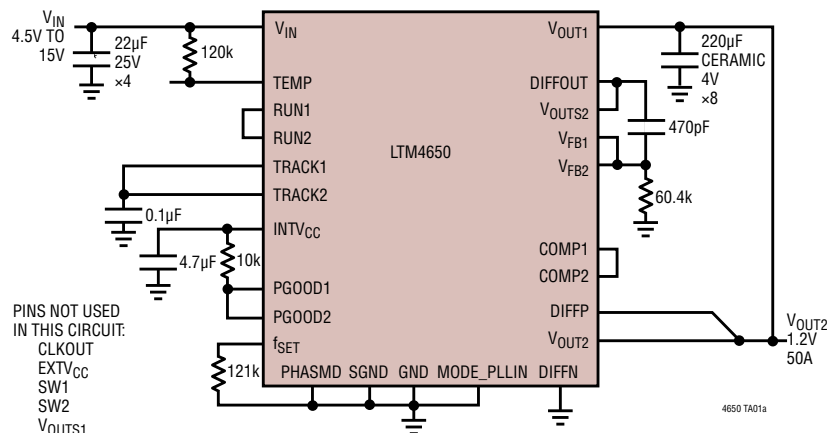 VIN
4.5V TO
15V
22µF
25V
×4
120k
VIN
TEMP
RUN1
RUN2
TRACK1
TRACK2
0.1µF
INTVCC
4.7µF
10k
PGOOD1
PGOOD2
fSET
121k
PHASMD SGND GND MODE_PLLIN DIFFN
LTM4650
VOUT1
DIFFOUT
VOUTS2
VFB1
VFB2
COMP1
COMP2
DIFFP
VOUT2
220µF
CERAMIC
4V
×8
470pF
60.4k
VOUT2
1.2V
50A
PINS NOT USED
IN THIS CIRCUIT:
CLKOUT
EXTVCC
SW1
SW2
VOUTS1
4650 TA01a